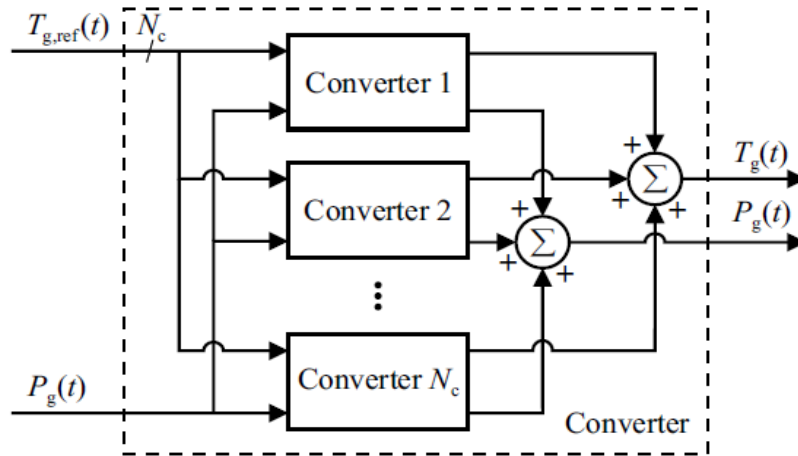 T_g,ref(t) N_c
Converter 1
+
T_g(t)
Σ
+ +
Converter 2
+
P_g(t)
Σ
+ +
Converter N_c
P_g(t)
Converter